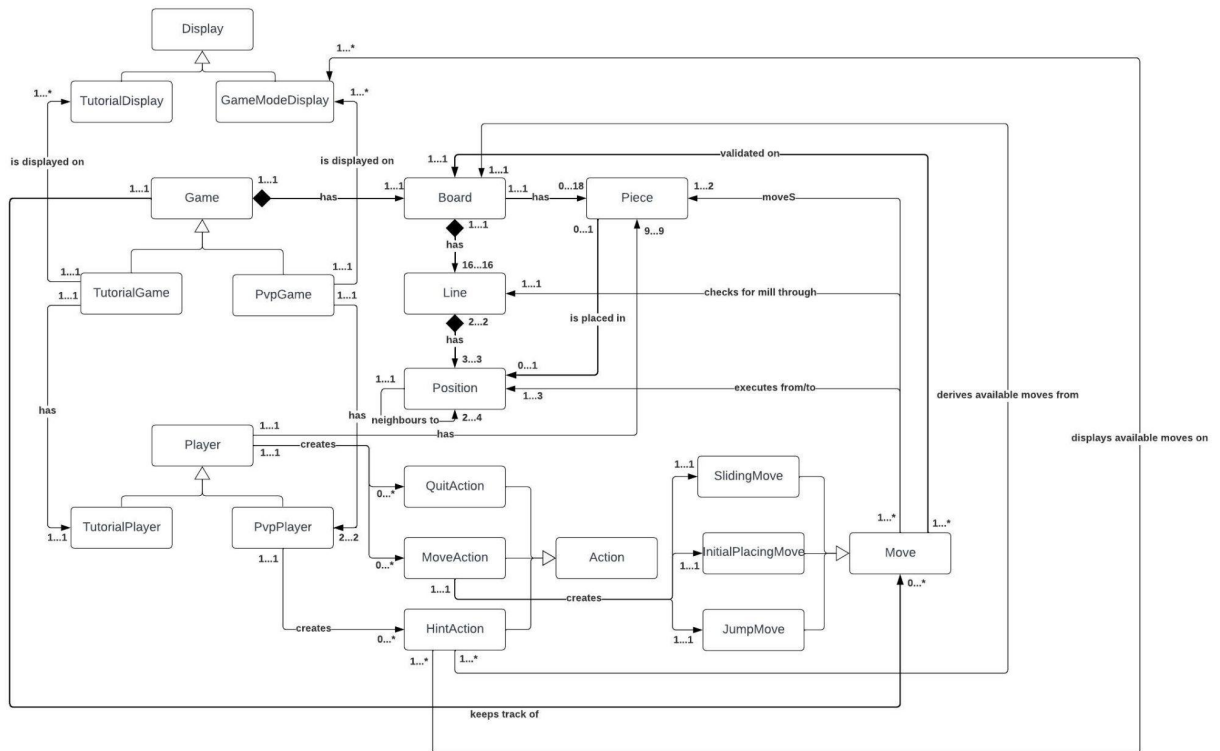 Display
1...*
TutorialDisplay
GameModeDisplay
1...*
1...*
is displayed on
is displayed on
validated on
1...1
1...1
1...1
1...1
Game
has
1...1
Board
1...1
has
0...18
Piece
1...2
moveS
1...1
has
0...1
9...9
16...16
1...1
TutorialGame
1...1
PvpGame
1...1
1...1
Line
1...1
checks for mill through
2...2
is placed in
has
3...3
0...1
1...1
Position
1...3
executes from/to
derives available moves from
has
has
neighbours to
2...4
displays available moves on
Player
1...1
has
creates
1...1
1...1
SlidingMove
0...*
QuitAction
TutorialPlayer
PvpPlayer
1...1
2...2
1...*
1...*
1...1
MoveAction
Action
InitialPlacingMove
Move
0...*
1...1
1...1
0...*
creates
creates
HintAction
JumpMove
0...*
1...1
1...*
1...*
keeps track of